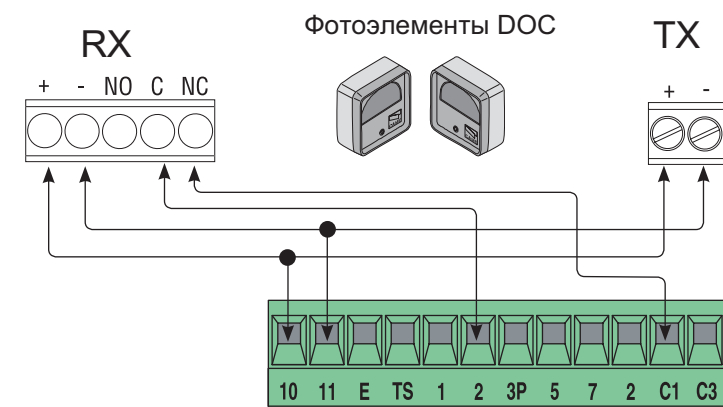 Фотоэлементы DOC
RX
TX
+ - NO C NC
+ -
10 11 E TS 1 2 3P 5 7 2 C1 C3